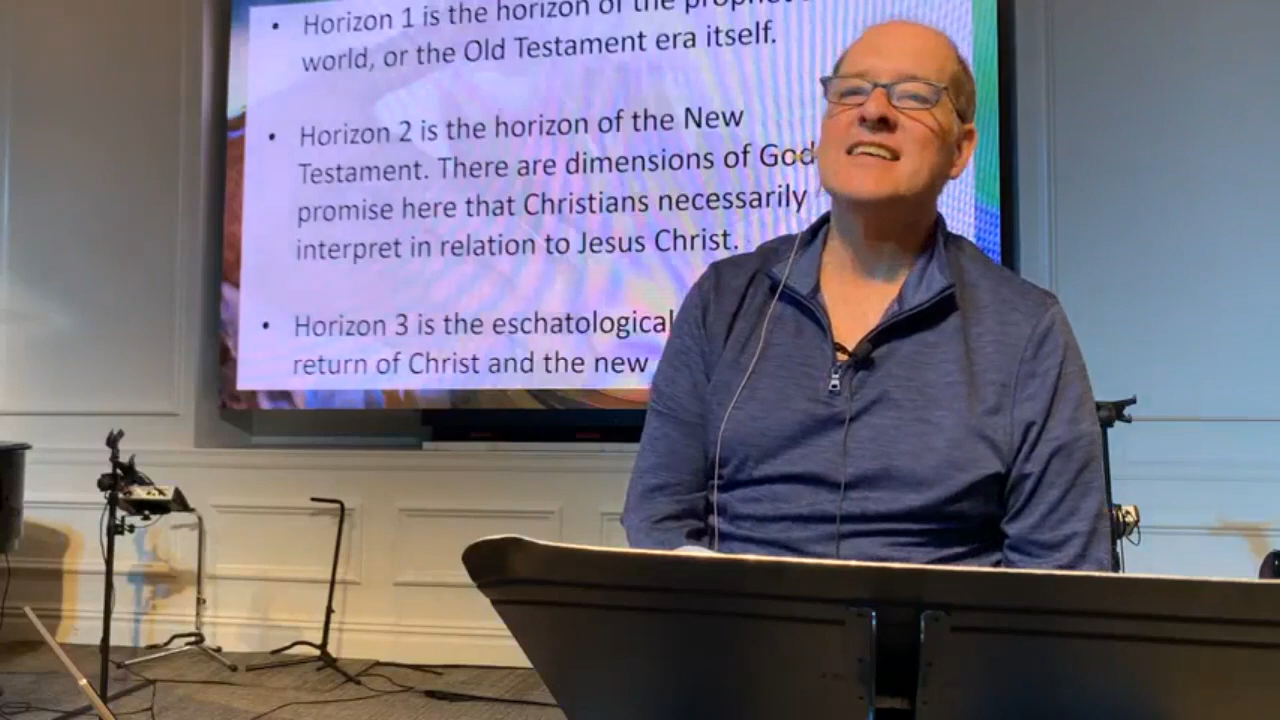 • Horizon 1 is the horizon of the prophet's
world, or the Old Testament era itself.
• Horizon 2 is the horizon of the New
Testament. There are dimensions of God
promise here that Christians necessarily
interpret in relation to Jesus Christ.
• Horizon 3 is the eschatological
return of Christ and the new